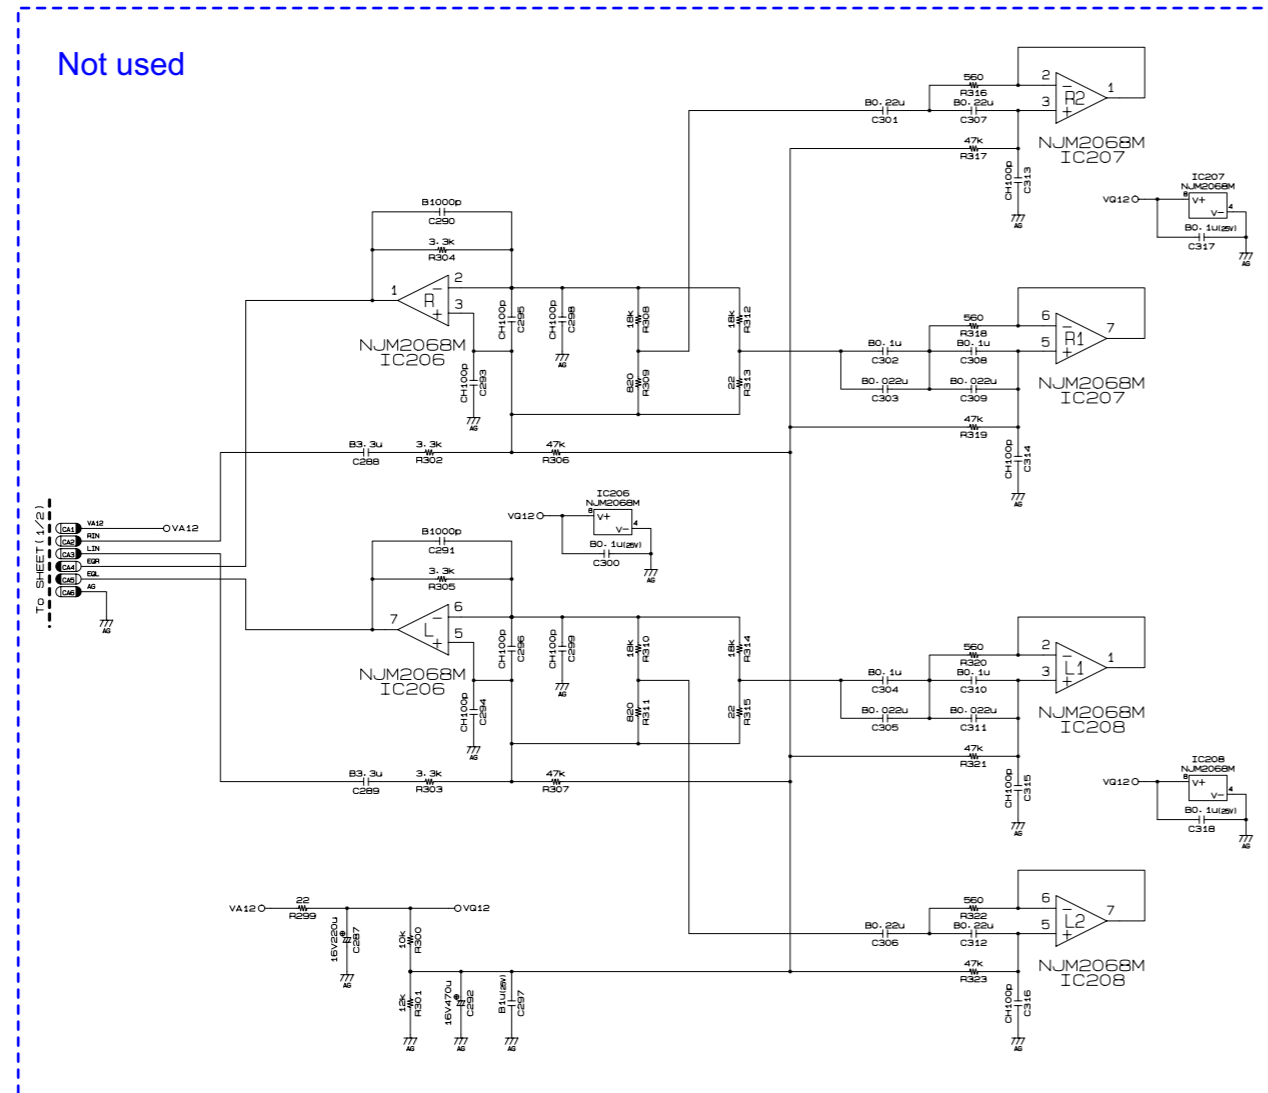 Not used
560
R316
B0.22u
C301
B0.22u
C307
2
3
R2
1
NJM2068M
IC207
47k
R317
CH100p
C313
AG
IC207
NJM2068M
VQ12
8
V+
V-
4
B0.1u(25V)
C317
AG
B1000p
C290
3.3k
R304
1
R
2
3
NJM2068M
IC206
CH100p
C295
CH100p
C298
AG
CH100p
C293
AG
18k
R308
820
R309
18k
R312
22
R313
560
R318
B0.1u
C302
B0.1u
C308
B0.022u
C303
B0.022u
C309
6
5
R1
7
NJM2068M
IC207
47k
R319
CH100p
C314
AG
B3.3u
C288
3.3k
R302
47k
R306
To SHEET(1/2)
CA1 VA12
VA12
CA2 RIN
CA3 LIN
CA4 EQR
CA5 EQL
CA6 AG
AG
IC206
NJM2068M
VQ12
8
V+
V-
4
B0.1u(25V)
C300
AG
B1000p
C291
3.3k
R305
7
L
6
5
NJM2068M
IC206
CH100p
C296
CH100p
C299
AG
CH100p
C294
AG
18k
R310
820
R311
18k
R314
22
R315
560
R320
B0.1u
C304
B0.1u
C310
B0.022u
C305
B0.022u
C311
2
3
L1
1
NJM2068M
IC208
47k
R321
CH100p
C315
AG
B3.3u
C289
3.3k
R303
47k
R307
IC208
NJM2068M
VQ12
8
V+
V-
4
B0.1u(25V)
C318
AG
VA12
22
R299
VQ12
16V220u
C287
AG
10k
R300
12k
R301
AG
16V470u
C292
AG
B1u(25V)
C297
AG
560
R322
B0.22u
C306
B0.22u
C312
6
5
L2
7
NJM2068M
IC208
47k
R323
CH100p
C316
AG